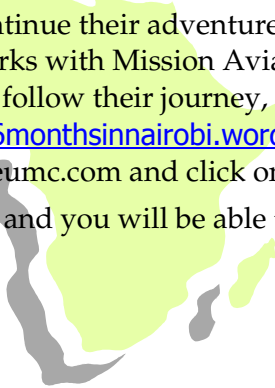 tinue their adventure
rks with Mission Avia
follow their journey,
5monthsinnairobi.word
eumc.com and click on
and you will be able